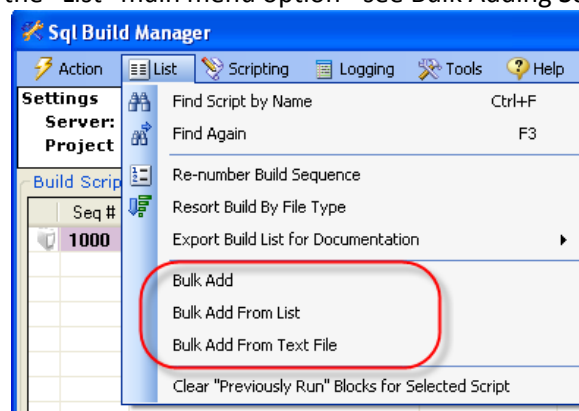 the "List" main menu option - see Bulk Adding
Sql Build Manager
Action List Scripting Logging Tools Help
Settings
Server:
Project
Find Script by Name Ctrl+F
Find Again F3
Re-number Build Sequence
Build Scrip
Resort Build By File Type
Seq #
Export Build List for Documentation
1000
Bulk Add
Bulk Add From List
Bulk Add From Text File
Clear "Previously Run" Blocks for Selected Script